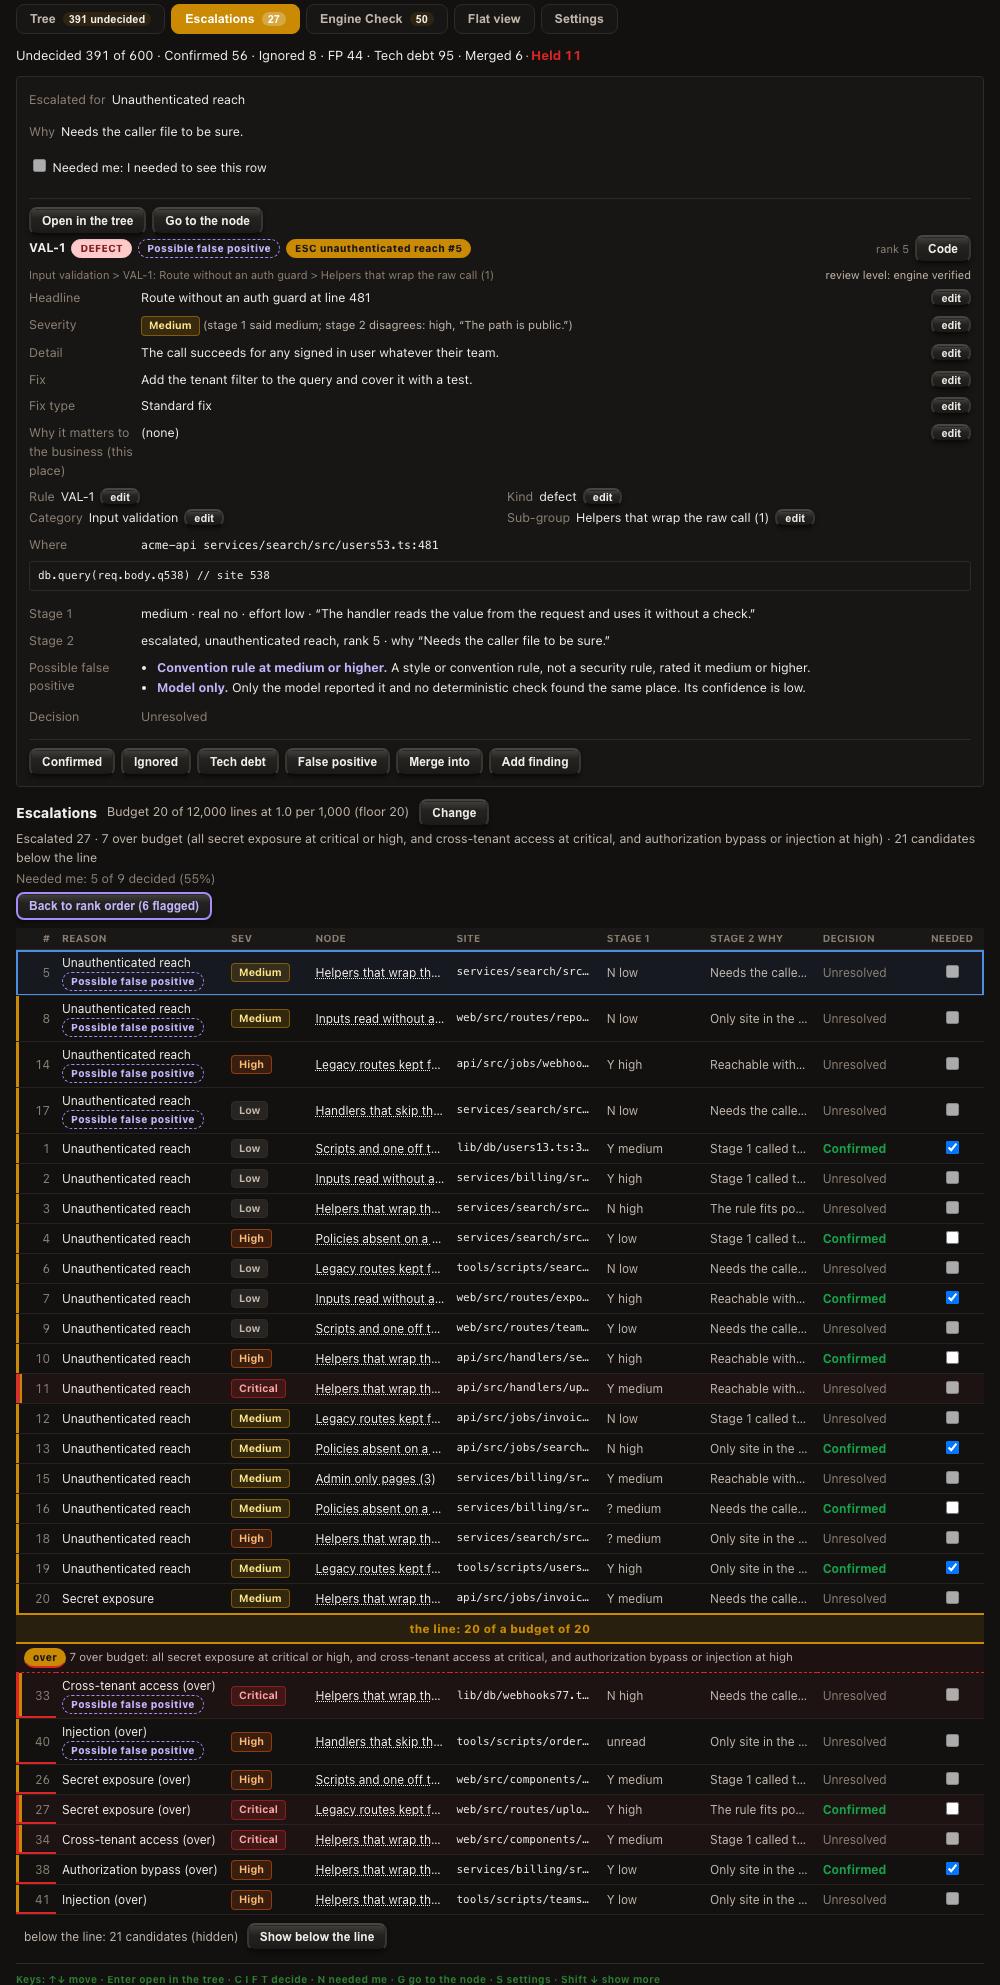 Tree 391 undecided Escalations 27 Engine Check 50 Flat view Settings
Undecided 391 of 600 · Confirmed 56 · Ignored 8 · FP 44 · Tech debt 95 · Merged 6 · Held 11
Escalated for Unauthenticated reach
Why Needs the caller file to be sure.
Needed me: I needed to see this row
Open in the tree Go to the node
VAL-1 DEFECT Possible false positive ESC unauthenticated reach #5 rank 5 Code
Input validation > VAL-1: Route without an auth guard > Helpers that wrap the raw call (1) review level: engine verified
Headline Route without an auth guard at line 481 edit
Severity Medium (stage 1 said medium; stage 2 disagrees: high, “The path is public.”) edit
Detail The call succeeds for any signed in user whatever their team. edit
Fix Add the tenant filter to the query and cover it with a test. edit
Fix type Standard fix edit
Why it matters to (none) edit
the business (this
place)
Rule VAL-1 edit Kind defect edit
Category Input validation edit Sub-group Helpers that wrap the raw call (1) edit
Where acme-api services/search/src/users53.ts:481
db.query(req.body.q538) // site 538
Stage 1 medium · real no · effort low · “The handler reads the value from the request and uses it without a check.”
Stage 2 escalated, unauthenticated reach, rank 5 · why “Needs the caller file to be sure.”
Possible false • Convention rule at medium or higher. A style or convention rule, not a security rule, rated it medium or higher.
positive • Model only. Only the model reported it and no deterministic check found the same place. Its confidence is low.
Decision Unresolved
Confirmed Ignored Tech debt False positive Merge into Add finding
Escalations Budget 20 of 12,000 lines at 1.0 per 1,000 (floor 20) Change
Escalated 27 · 7 over budget (all secret exposure at critical or high, and cross-tenant access at critical, and authorization bypass or injection at high) · 21 candidates
below the line
Needed me: 5 of 9 decided (55%)
Back to rank order (6 flagged)
# REASON SEV NODE SITE STAGE 1 STAGE 2 WHY DECISION NEEDED
5 Unauthenticated reach Possible false positive Medium Helpers that wrap th... services/search/src... N low Needs the calle... Unresolved
8 Unauthenticated reach Possible false positive Medium Inputs read without a... web/src/routes/repo... N low Only site in the ... Unresolved
14 Unauthenticated reach Possible false positive High Legacy routes kept f... api/src/jobs/webhoo... Y high Reachable with... Unresolved
17 Unauthenticated reach Possible false positive Low Handlers that skip th... services/search/src... N low Needs the calle... Unresolved
1 Unauthenticated reach Low Scripts and one off t... lib/db/users13.ts:3... Y medium Stage 1 called t... Confirmed
2 Unauthenticated reach Low Inputs read without a... services/billing/sr... Y high Stage 1 called t... Unresolved
3 Unauthenticated reach Low Helpers that wrap th... services/search/src... N high The rule fits po... Unresolved
4 Unauthenticated reach High Policies absent on a ... services/search/src... Y low Stage 1 called t... Confirmed
6 Unauthenticated reach Low Legacy routes kept f... tools/scripts/searc... N low Needs the calle... Unresolved
7 Unauthenticated reach Low Inputs read without a... web/src/routes/expo... Y high Reachable with... Confirmed
9 Unauthenticated reach Low Scripts and one off t... web/src/routes/team... Y low Needs the calle... Unresolved
10 Unauthenticated reach High Helpers that wrap th... api/src/handlers/se... Y high Reachable with... Confirmed
11 Unauthenticated reach Critical Helpers that wrap th... api/src/handlers/up... Y medium Reachable with... Unresolved
12 Unauthenticated reach Medium Legacy routes kept f... api/src/jobs/invoic... N low Stage 1 called t... Unresolved
13 Unauthenticated reach Medium Policies absent on a ... api/src/jobs/search... N high Only site in the ... Confirmed
15 Unauthenticated reach Medium Admin only pages (3) services/billing/sr... Y medium Reachable with... Unresolved
16 Unauthenticated reach Medium Policies absent on a ... services/billing/sr... ? medium Needs the calle... Confirmed
18 Unauthenticated reach High Helpers that wrap th... services/search/src... ? medium Only site in the ... Unresolved
19 Unauthenticated reach Medium Legacy routes kept f... tools/scripts/users... Y high Only site in the ... Confirmed
20 Secret exposure Medium Helpers that wrap th... api/src/jobs/invoic... Y medium Needs the calle... Unresolved
the line: 20 of a budget of 20
over 7 over budget: all secret exposure at critical or high, and cross-tenant access at critical, and authorization bypass or injection at high
33 Cross-tenant access (over) Possible false positive Critical Helpers that wrap th... lib/db/webhooks77.t... N high Needs the calle... Unresolved
40 Injection (over) Possible false positive High Handlers that skip th... tools/scripts/order... unread Only site in the ... Unresolved
26 Secret exposure (over) High Scripts and one off t... web/src/components/... Y medium Stage 1 called t... Unresolved
27 Secret exposure (over) Critical Legacy routes kept f... web/src/routes/uplo... Y high The rule fits po... Confirmed
34 Cross-tenant access (over) Critical Helpers that wrap th... web/src/components/... Y medium Stage 1 called t... Unresolved
38 Authorization bypass (over) High Helpers that wrap th... services/billing/sr... Y low Only site in the ... Confirmed
41 Injection (over) High Helpers that wrap th... tools/scripts/teams... Y low Only site in the ... Unresolved
below the line: 21 candidates (hidden) Show below the line
Keys: ↑↓ move · Enter open in the tree · C I F T decide · N needed me · G go to the node · S settings · Shift ↓ show more